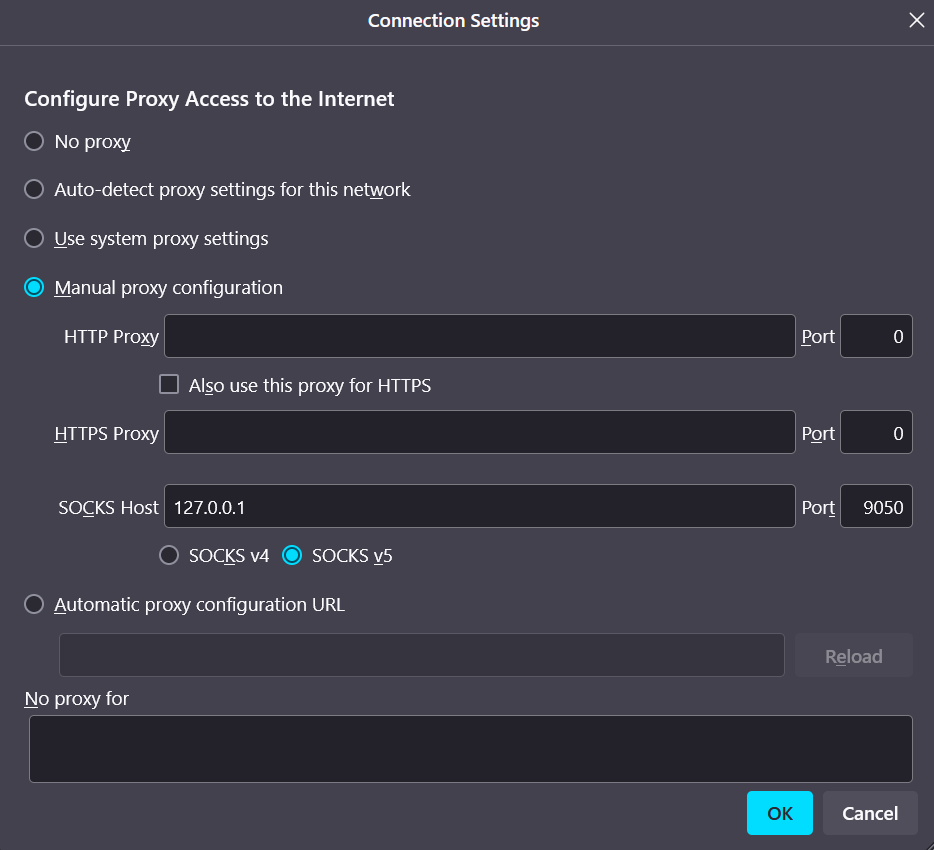 Connection Settings
Configure Proxy Access to the Internet
No proxy
Auto-detect proxy settings for this network
Use system proxy settings
Manual proxy configuration
HTTP Proxy Port 0
Also use this proxy for HTTPS
HTTPS Proxy Port 0
SOCKS Host 127.0.0.1 Port 9050
SOCKS v4 SOCKS v5
Automatic proxy configuration URL
Reload
No proxy for
OK Cancel